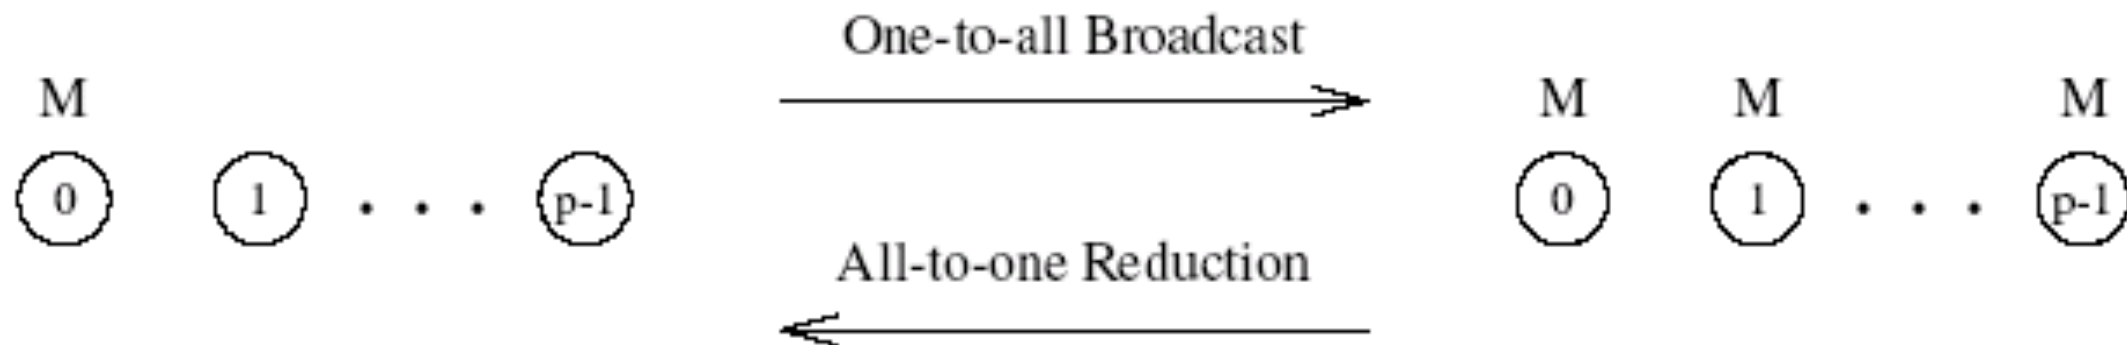 One-to-all Broadcast
M M M M
0 1 . . . p-1 0 1 . . . p-1
All-to-one Reduction